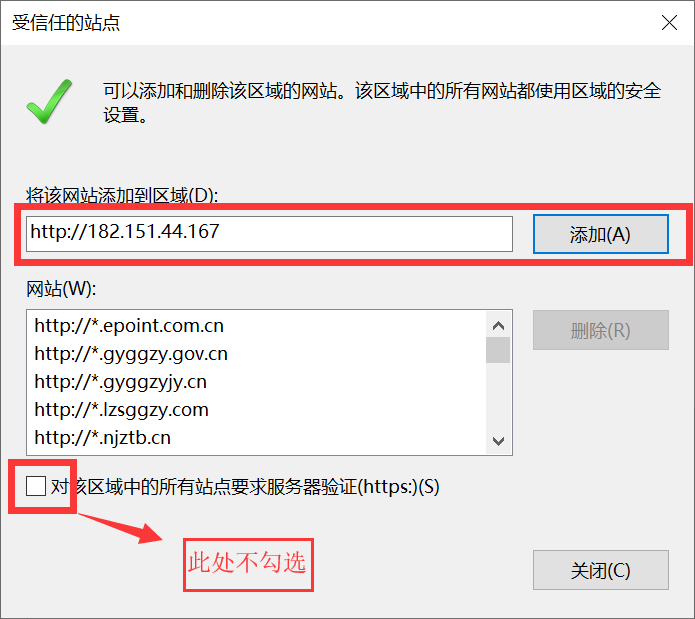 受信任的站点
可以添加和删除该区域的网站。该区域中的所有网站都使用区域的安全
设置。
将该网站添加到区域(D):
http://182.151.44.167
添加(A)
网站(W):
http://*.epoint.com.cn
http://*.gyggzy.gov.cn
http://*.gyggzyjy.cn
http://*.lzsggzy.com
http://*.njztb.cn
删除(R)
对该区域中的所有站点要求服务器验证(https:)(S)
此处不勾选
关闭(C)